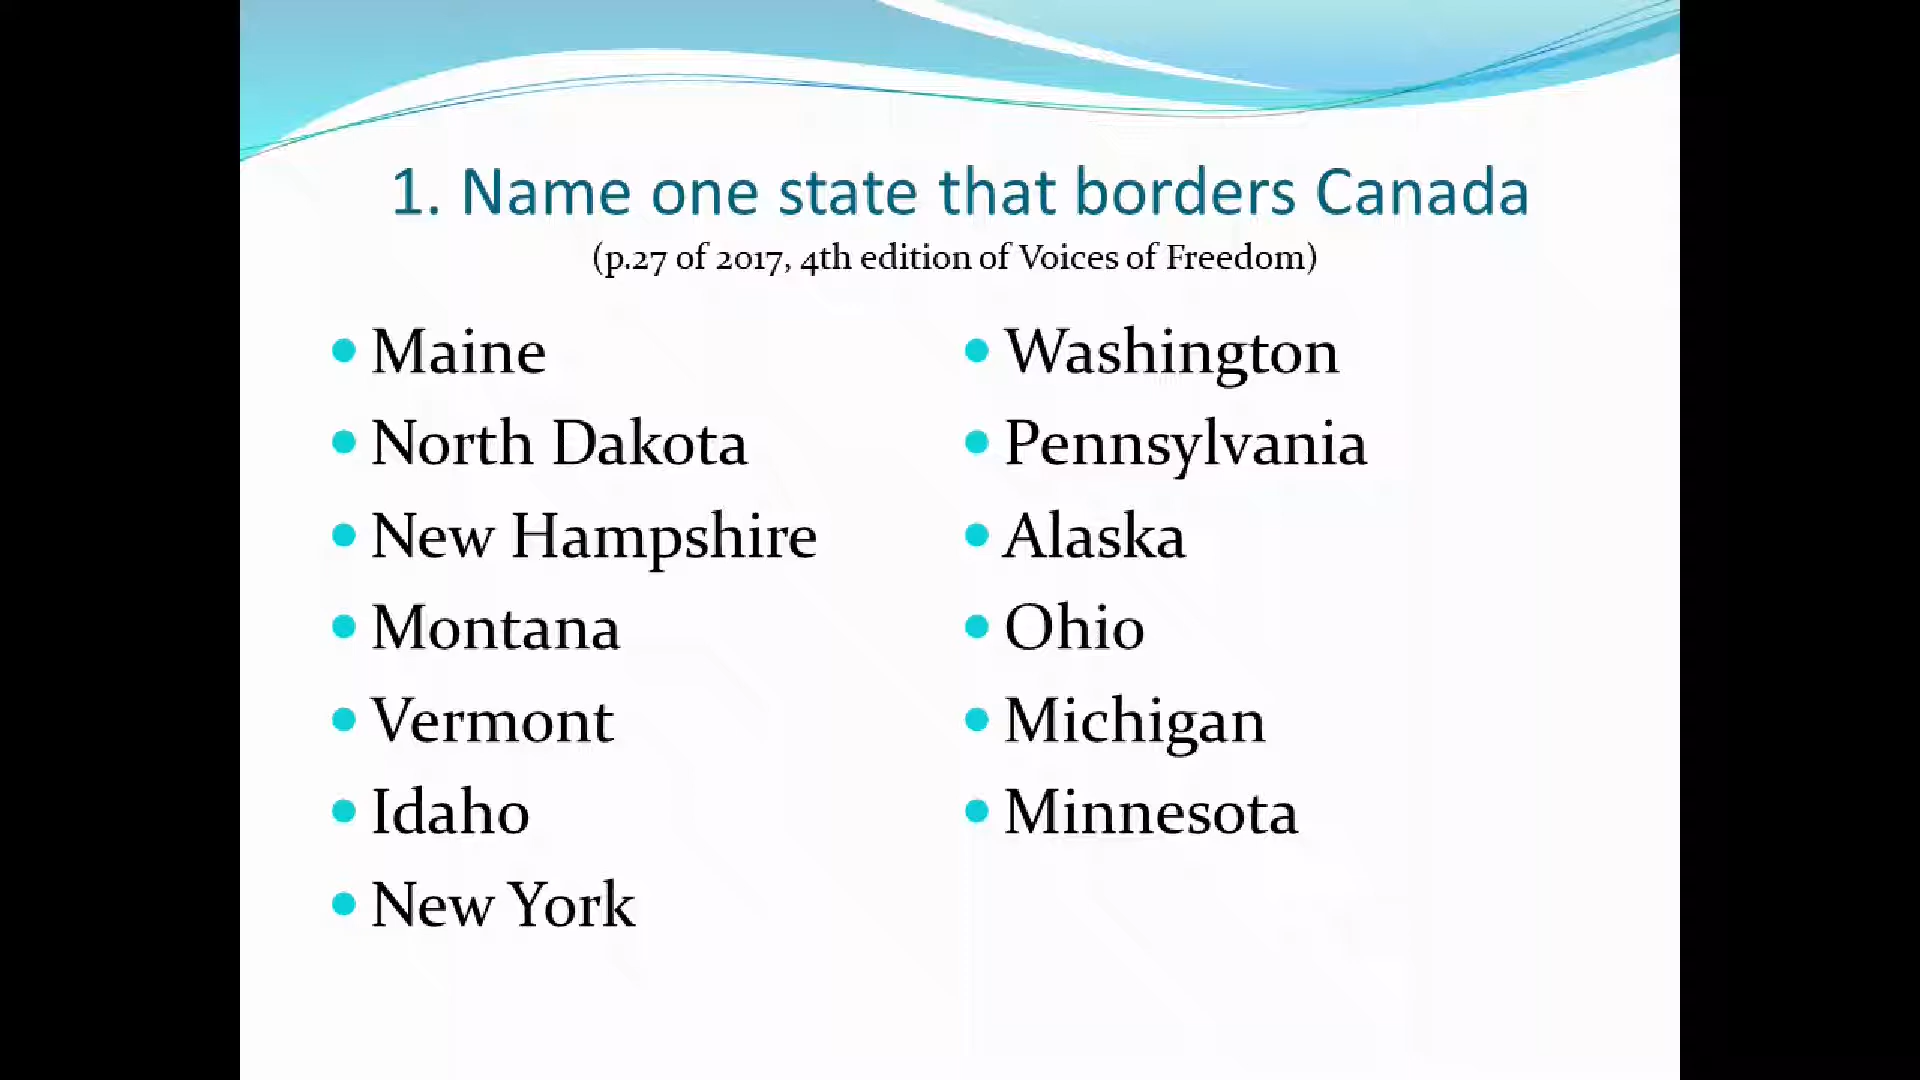 1. Name one state that borders Canada
(p.27 of 2017, 4th edition of Voices of Freedom)
• Maine
• North Dakota
• New Hampshire
• Montana
• Vermont
• Idaho
• New York
• Washington
• Pennsylvania
• Alaska
• Ohio
• Michigan
• Minnesota